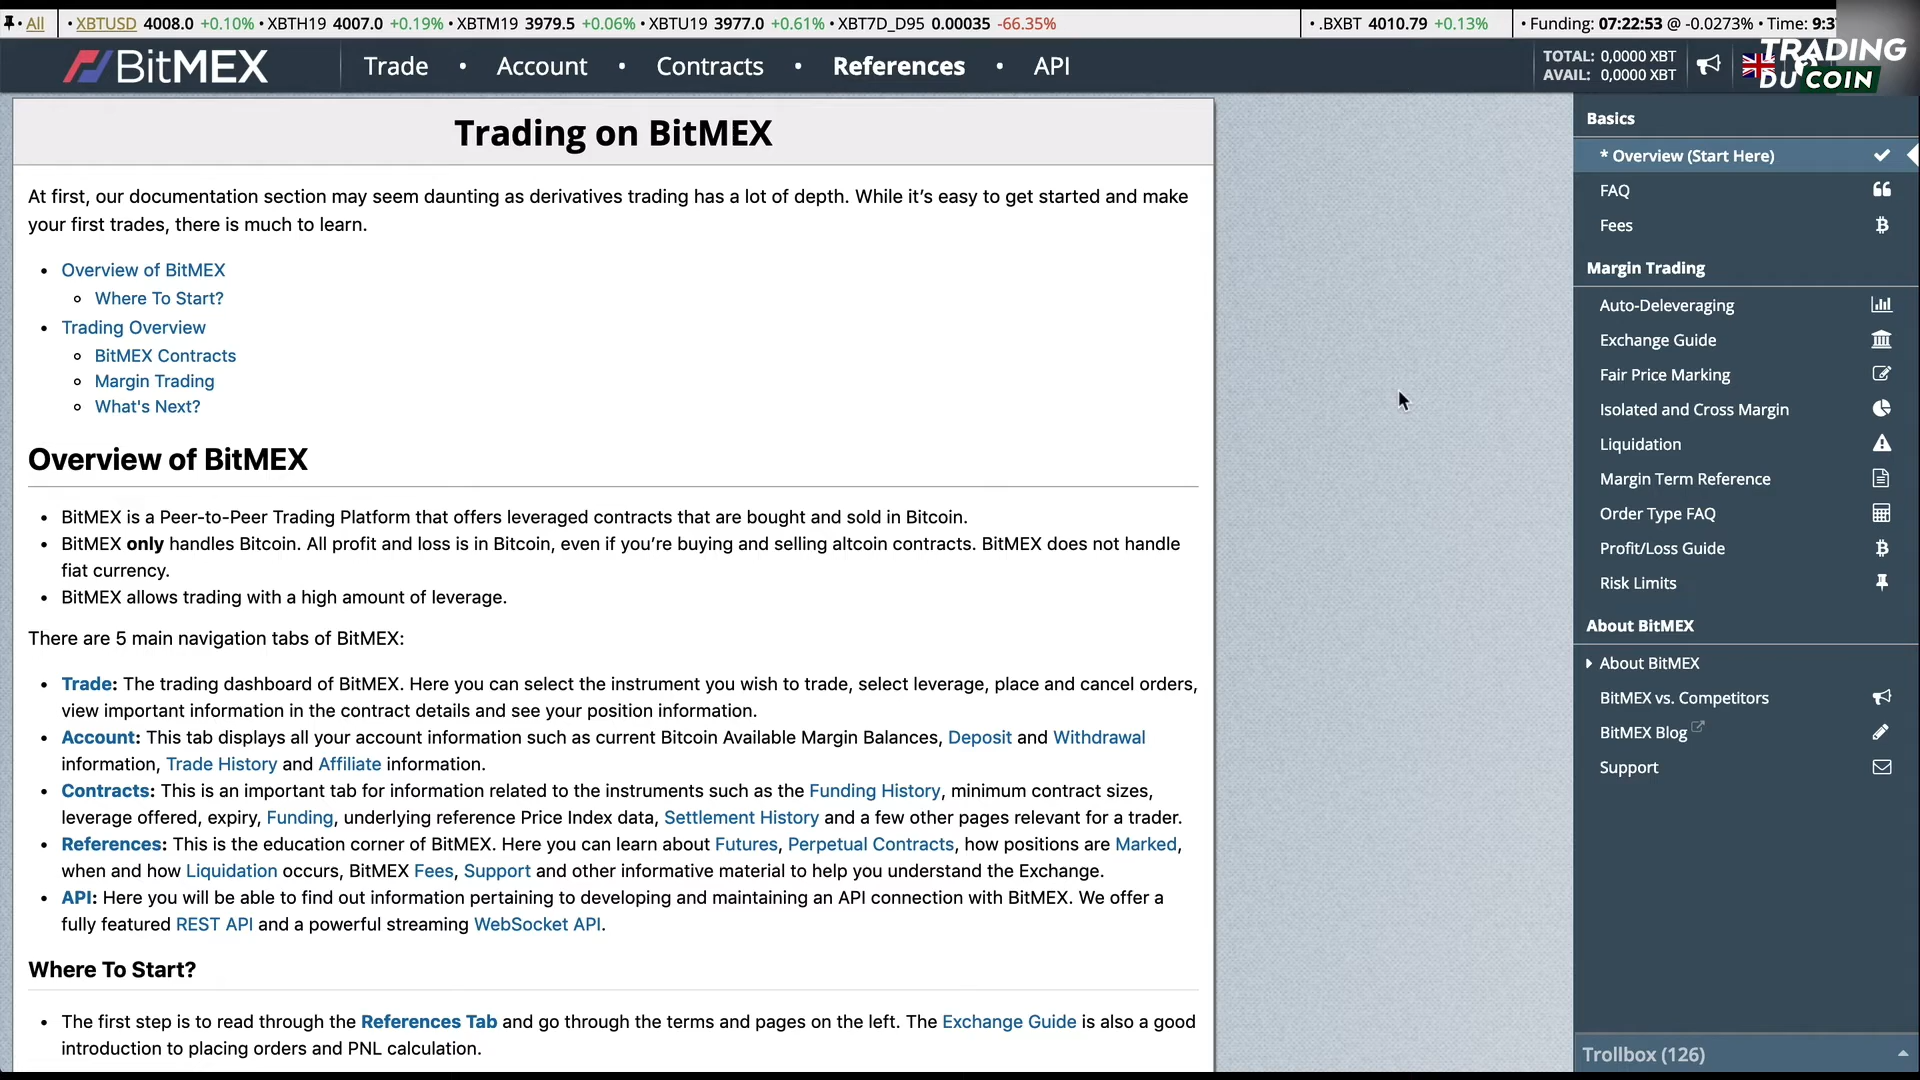 All • XBTUSD 4008.0 +0.10% • XBTH19 4007.0 +0.19% • XBTM19 3979.5 +0.06% • XBTU19 3977.0 +0.61% • XBT7D_D95 0.00035 -66.35% • .BXBT 4010.79 +0.13% • Funding: 07:22:53 @ -0.0273% • Time: 9:3
BitMEX Trade • Account • Contracts • References • API
TOTAL: 0,0000 XBT
AVAIL: 0,0000 XBT
TRADING
DU COIN
Trading on BitMEX
At first, our documentation section may seem daunting as derivatives trading has a lot of depth. While it’s easy to get started and make
your first trades, there is much to learn.
• Overview of BitMEX
Where To Start?
• Trading Overview
BitMEX Contracts
Margin Trading
What's Next?
Overview of BitMEX
• BitMEX is a Peer-to-Peer Trading Platform that offers leveraged contracts that are bought and sold in Bitcoin.
• BitMEX only handles Bitcoin. All profit and loss is in Bitcoin, even if you’re buying and selling altcoin contracts. BitMEX does not handle
fiat currency.
• BitMEX allows trading with a high amount of leverage.
There are 5 main navigation tabs of BitMEX:
• Trade: The trading dashboard of BitMEX. Here you can select the instrument you wish to trade, select leverage, place and cancel orders,
view important information in the contract details and see your position information.
• Account: This tab displays all your account information such as current Bitcoin Available Margin Balances, Deposit and Withdrawal
information, Trade History and Affiliate information.
• Contracts: This is an important tab for information related to the instruments such as the Funding History, minimum contract sizes,
leverage offered, expiry, Funding, underlying reference Price Index data, Settlement History and a few other pages relevant for a trader.
• References: This is the education corner of BitMEX. Here you can learn about Futures, Perpetual Contracts, how positions are Marked,
when and how Liquidation occurs, BitMEX Fees, Support and other informative material to help you understand the Exchange.
• API: Here you will be able to find out information pertaining to developing and maintaining an API connection with BitMEX. We offer a
fully featured REST API and a powerful streaming WebSocket API.
Where To Start?
• The first step is to read through the References Tab and go through the terms and pages on the left. The Exchange Guide is also a good
introduction to placing orders and PNL calculation.
Basics
* Overview (Start Here)
FAQ
Fees
Margin Trading
Auto-Deleveraging
Exchange Guide
Fair Price Marking
Isolated and Cross Margin
Liquidation
Margin Term Reference
Order Type FAQ
Profit/Loss Guide
Risk Limits
About BitMEX
About BitMEX
BitMEX vs. Competitors
BitMEX Blog
Support
Trollbox (126)